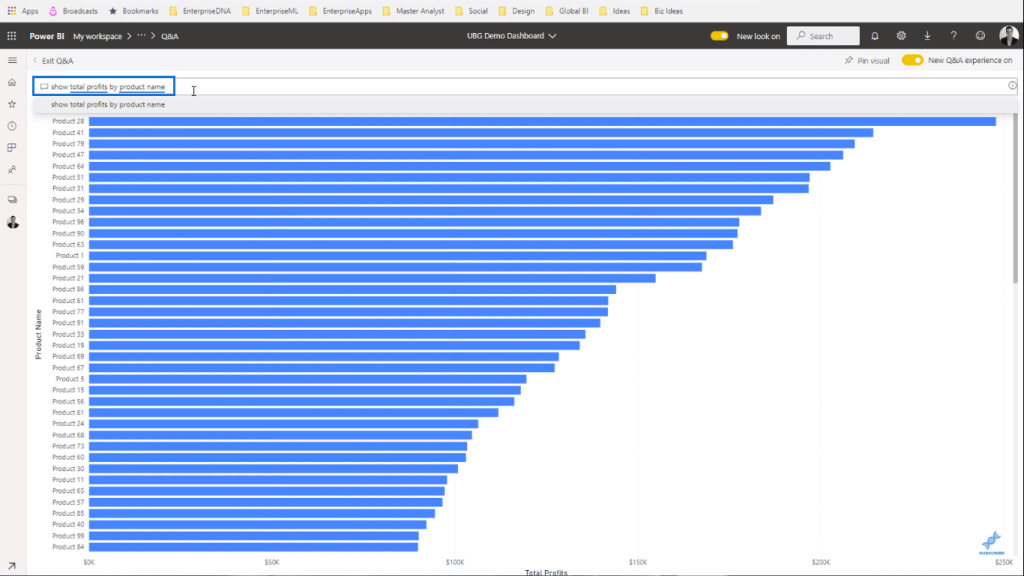 Apps Broadcasts Bookmarks EnterpriseDNA EnterpriseML EnterpriseApps Master Analyst Social Design Global BI Ideas Biz Ideas
Power BI My workspace > ··· > Q&A UBG Demo Dashboard New look on Search
Exit Q&A Pin visual New Q&A experience on
show total profits by product name
show total profits by product name
Product 28
Product 41
Product 79
Product 47
Product 64
Product 51
Product 31
Product 29
Product 34
Product 96
Product 90
Product 63
Product 1
Product 59
Product 21
Product 86
Product 61
Product 77
Product 91
Product 33
Product 19
Product 69
Product 67
Product 5
Product 15
Product 56
Product 81
Product 24
Product 68
Product 73
Product 60
Product 30
Product 11
Product 65
Product 57
Product 85
Product 40
Product 99
Product 84
Product Name
$0K $50K $100K $150K $200K $250K
Total Profits
SUBSCRIBE